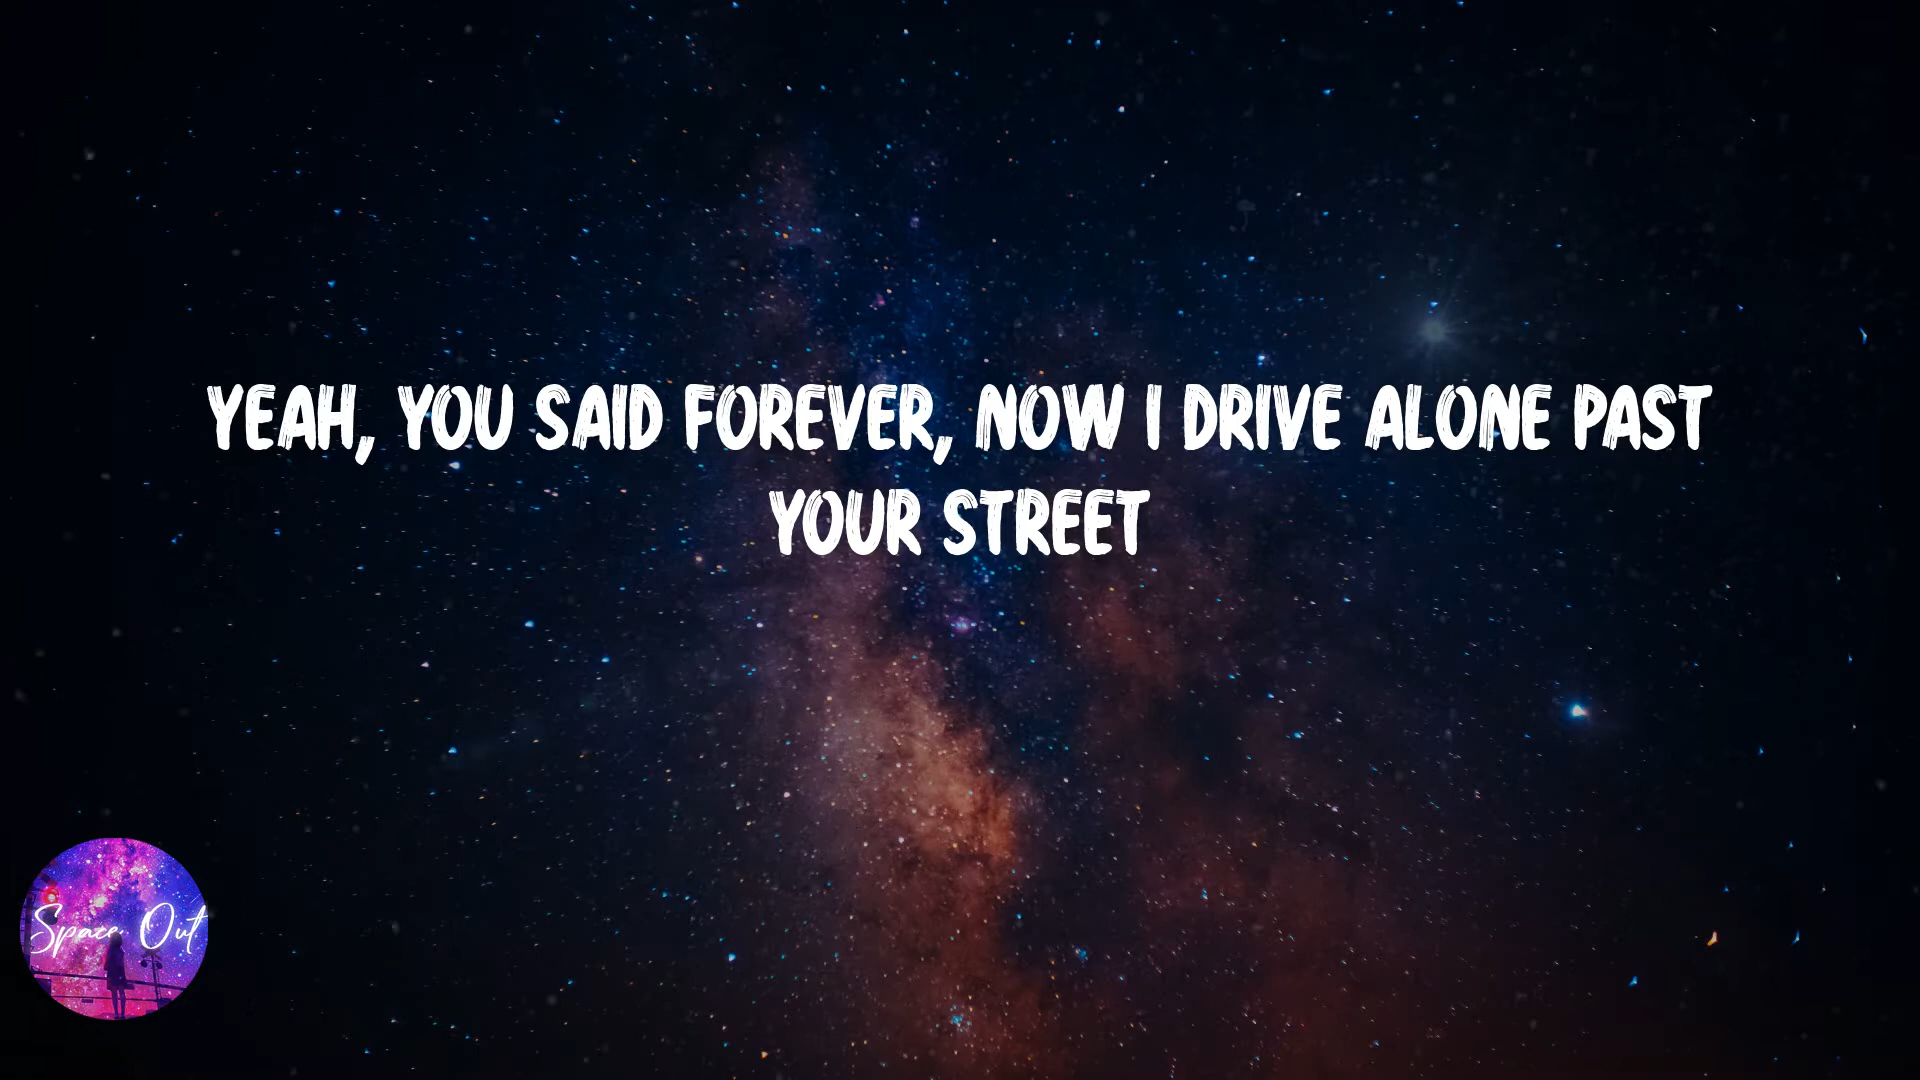 YEAH, YOU SAID FOREVER, NOW I DRIVE ALONE PAST
YOUR STREET
Space Out